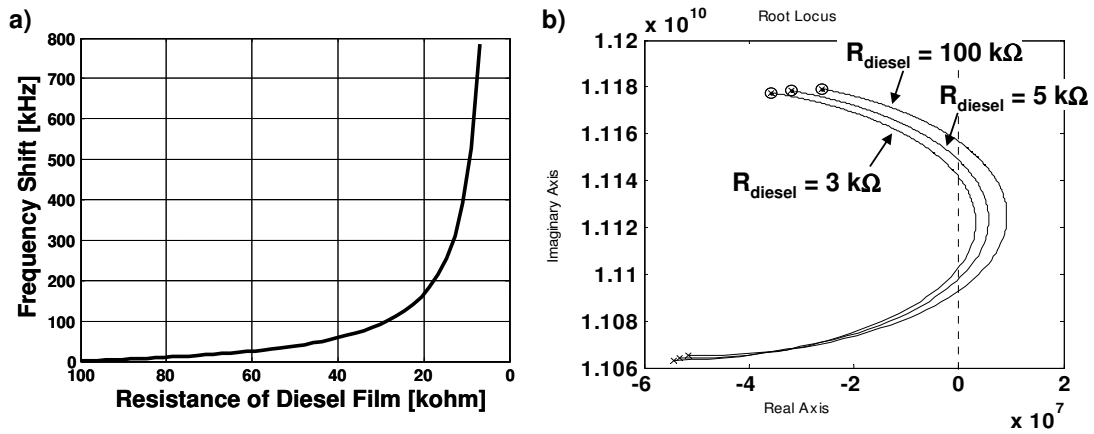 a)
Frequency Shift [kHz]
800
700
600
500
400
300
200
100
0
100 80 60 40 20 0
Resistance of Diesel Film [kohm]
b)
x 10^10
Root Locus
Imaginary Axis
1.12
1.118
1.116
1.114
1.112
1.11
1.108
1.106
R_diesel = 100 kΩ
R_diesel = 5 kΩ
R_diesel = 3 kΩ
-6 -4 -2 0 2
Real Axis
x 10^7